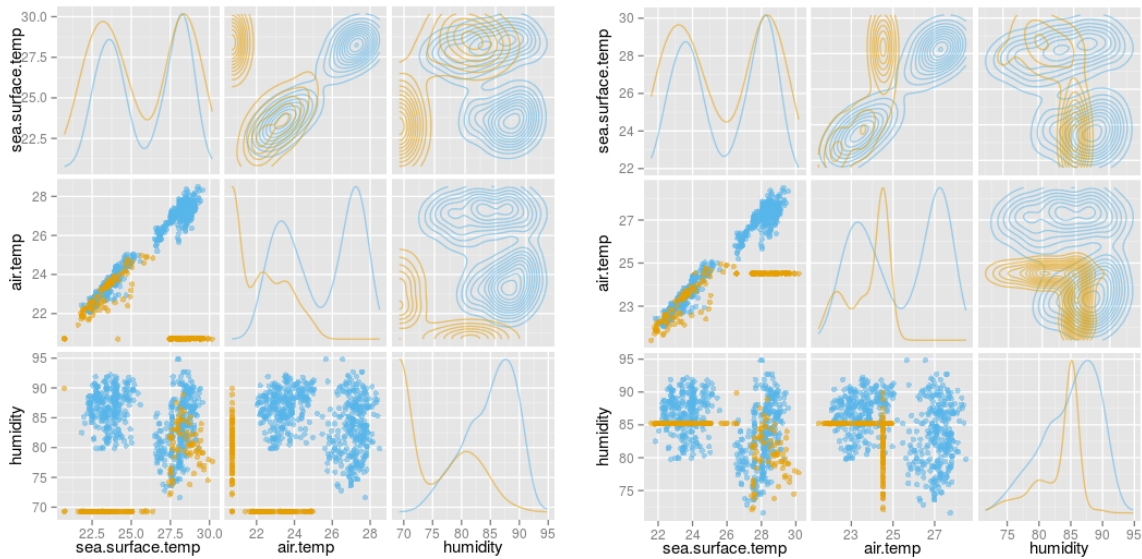 30.0
27.5
25.0
22.5
sea.surface.temp
28
26
24
22
air.temp
95
90
85
80
75
70
humidity
22.5 25.0 27.5 30.0
22 24 26 28
70 75 80 85 90 95
sea.surface.temp air.temp humidity
30
28
26
24
22
sea.surface.temp
27
25
23
air.temp
95
90
85
80
75
humidity
22 24 26 28 30
23 25 27
75 80 85 90 95
sea.surface.temp air.temp humidity